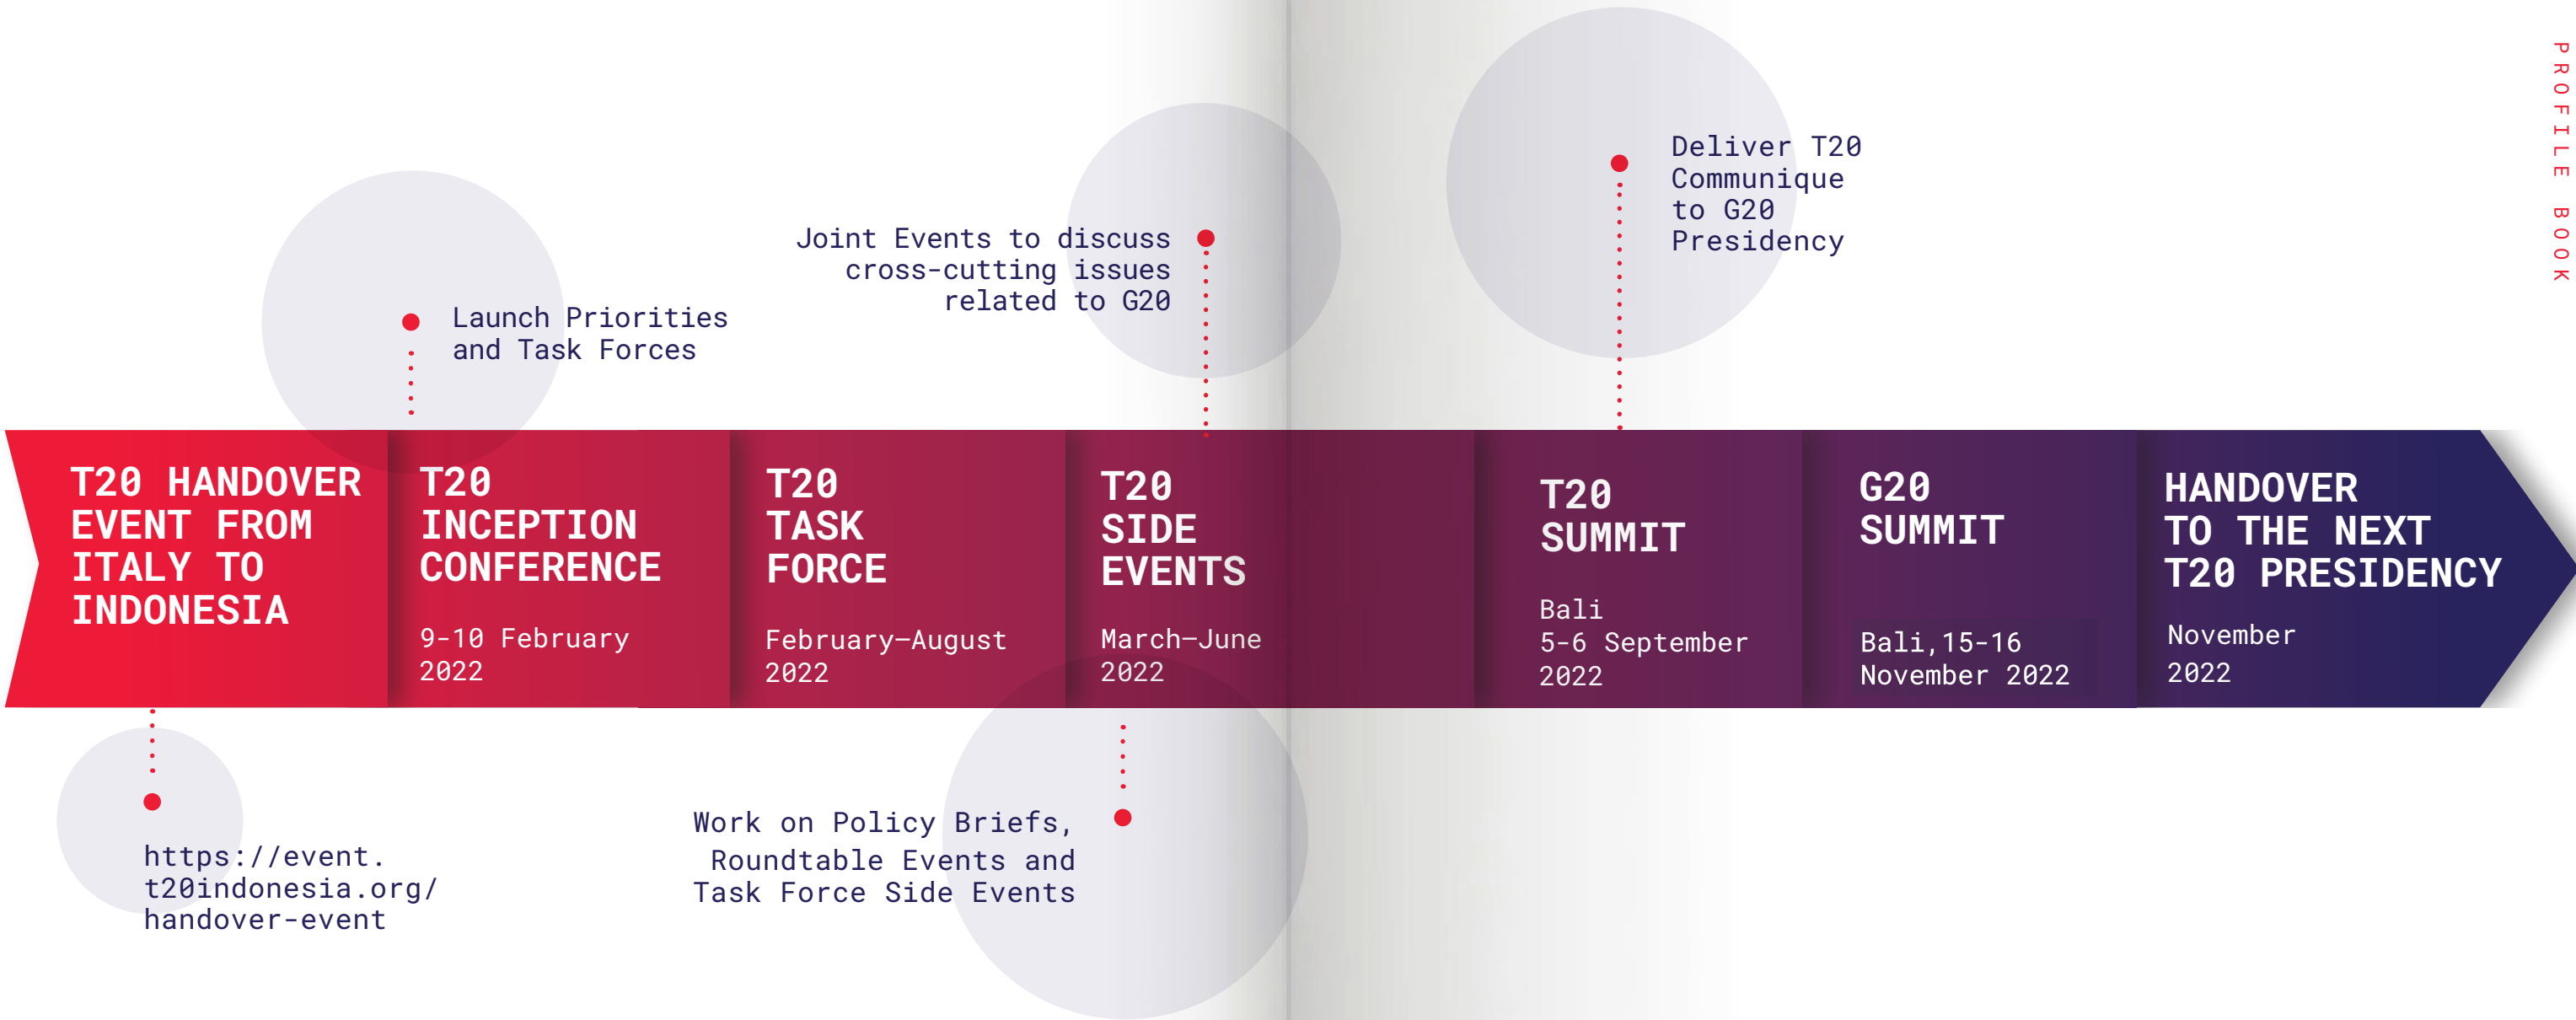 PROFILE BOOK
Launch Priorities
and Task Forces
Joint Events to discuss
cross-cutting issues
related to G20
Deliver T20
Communique
to G20
Presidency
T20 HANDOVER
EVENT FROM
ITALY TO
INDONESIA
T20
INCEPTION
CONFERENCE
9-10 February
2022
T20
TASK
FORCE
February–August
2022
T20
SIDE
EVENTS
March–June
2022
T20
SUMMIT
Bali
5-6 September
2022
G20
SUMMIT
Bali,15-16
November 2022
HANDOVER
TO THE NEXT
T20 PRESIDENCY
November
2022
https://event.
t20indonesia.org/
handover-event
Work on Policy Briefs,
Roundtable Events and
Task Force Side Events